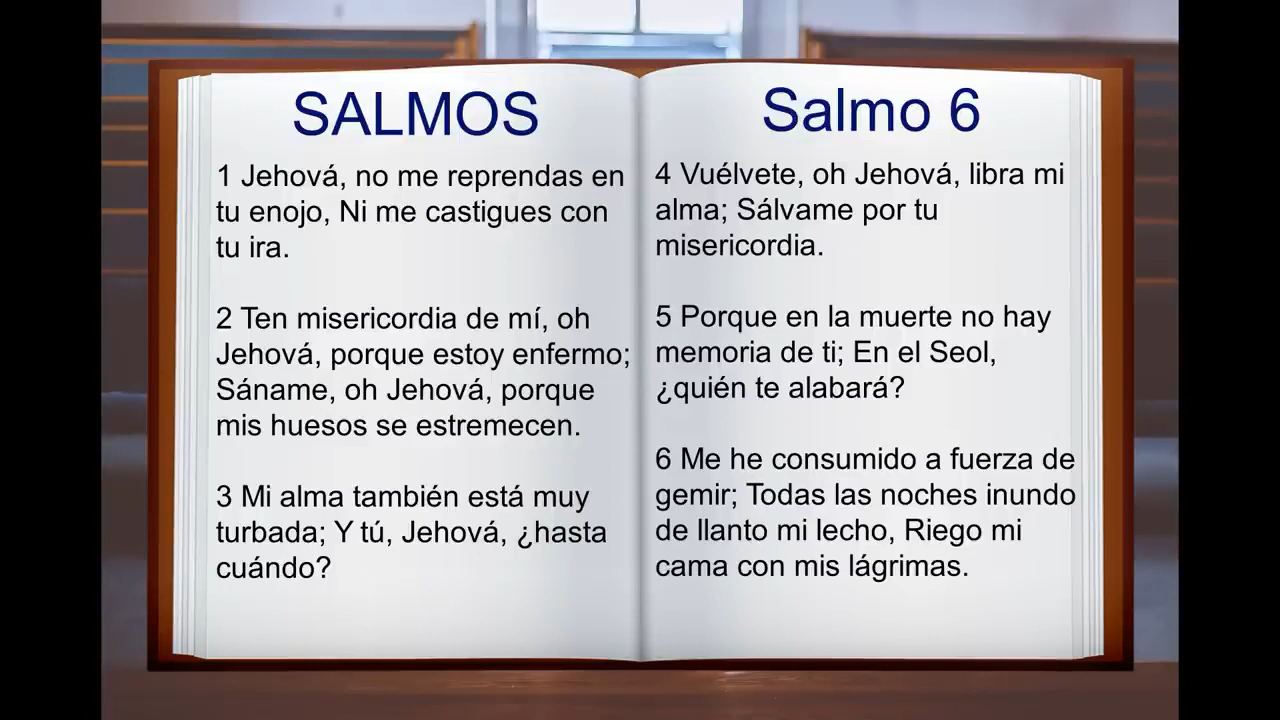 SALMOS
1 Jehová, no me reprendas en
tu enojo, Ni me castigues con
tu ira.
2 Ten misericordia de mí, oh
Jehová, porque estoy enfermo;
Sáname, oh Jehová, porque
mis huesos se estremecen.
3 Mi alma también está muy
turbada; Y tú, Jehová, ¿hasta
cuándo?
Salmo 6
4 Vuélvete, oh Jehová, libra mi
alma; Sálvame por tu
misericordia.
5 Porque en la muerte no hay
memoria de ti; En el Seol,
¿quién te alabará?
6 Me he consumido a fuerza de
gemir; Todas las noches inundo
de llanto mi lecho, Riego mi
cama con mis lágrimas.